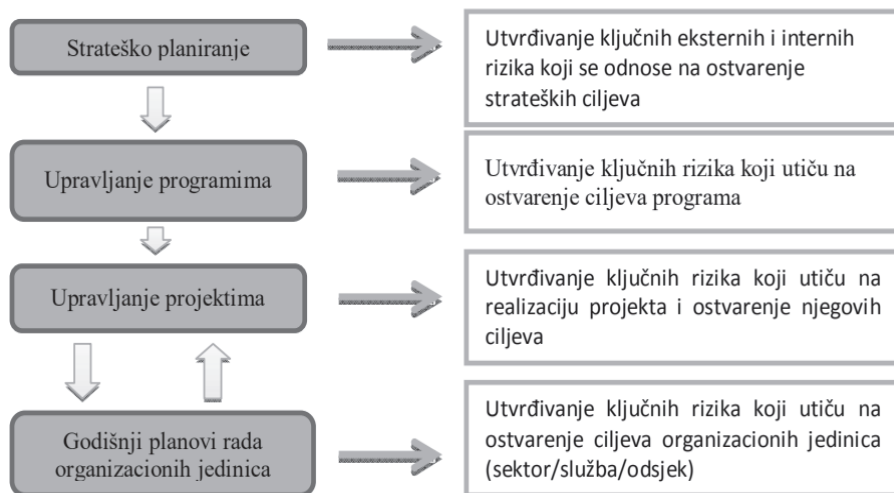 Strateško planiranje
Utvrđivanje ključnih eksternih i internih
rizika koji se odnose na ostvarenje
strateških ciljeva
Upravljanje programima
Utvrđivanje ključnih rizika koji utiču na
ostvarenje ciljeva programa
Upravljanje projektima
Utvrđivanje ključnih rizika koji utiču na
realizaciju projekta i ostvarenje njegovih
ciljeva
Godišnji planovi rada
organizacionih jedinica
Utvrđivanje ključnih rizika koji utiču na
ostvarenje ciljeva organizacionih jedinica
(sektor/služba/odsjek)